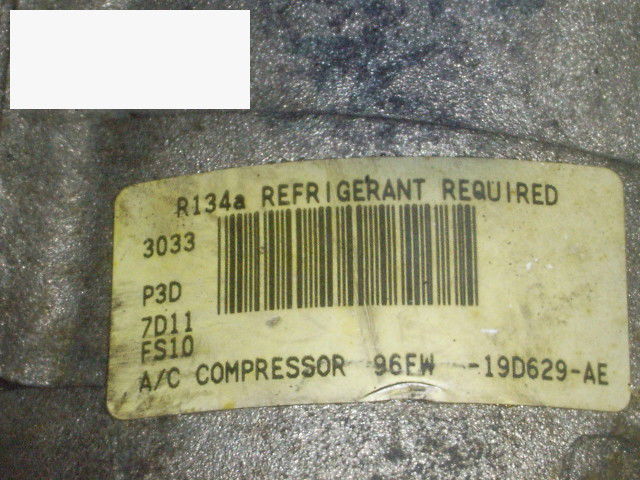 R134a REFRIGERANT REQUIRED
3033
P3D
7D11
FS10
A/C COMPRESSOR 96FW -19D629-AE